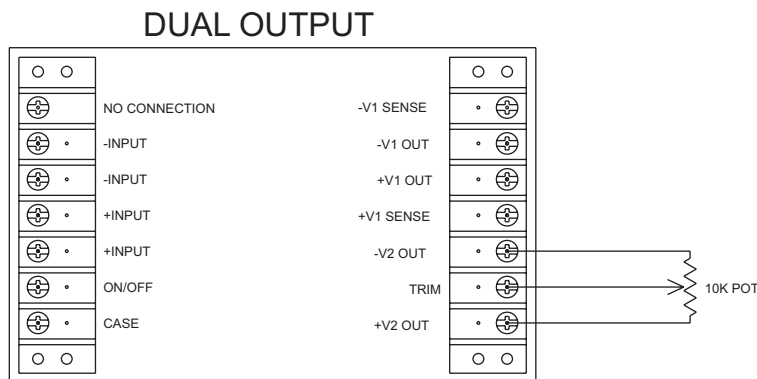 DUAL OUTPUT
NO CONNECTION
-INPUT
-INPUT
+INPUT
+INPUT
ON/OFF
CASE
-V1 SENSE
-V1 OUT
+V1 OUT
+V1 SENSE
-V2 OUT
TRIM
+V2 OUT
10K POT